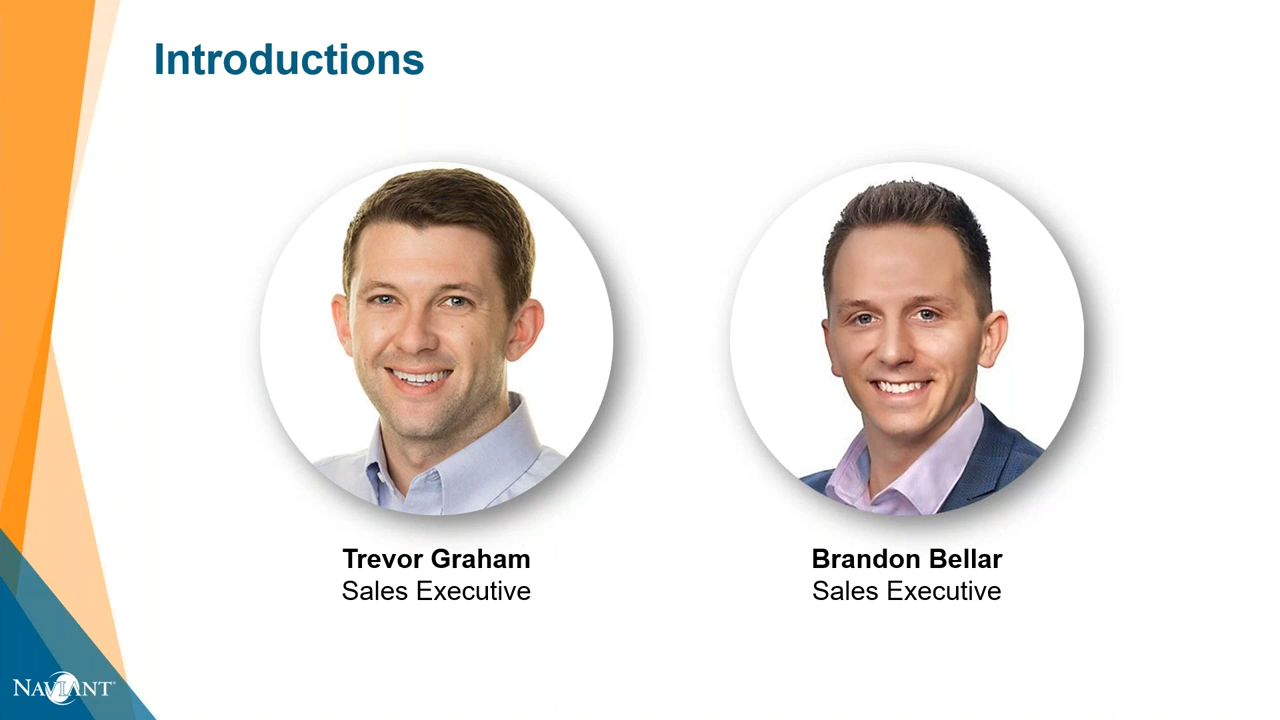 Introductions
Trevor Graham
Sales Executive
Brandon Bellar
Sales Executive
NAVIANT